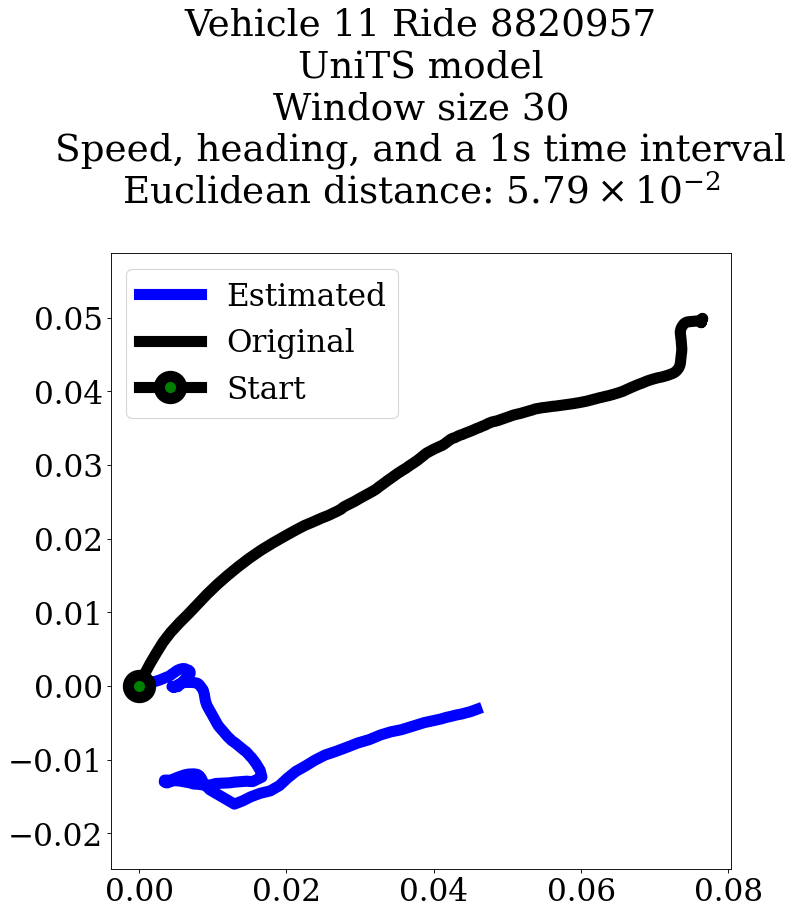 Vehicle 11 Ride 8820957
UniTS model
Window size 30
Speed, heading, and a 1s time interval
Euclidean distance: 5.79 × 10⁻²
Estimated
Original
Start
0.05
0.04
0.03
0.02
0.01
0.00
−0.01
−0.02
0.00 0.02 0.04 0.06 0.08